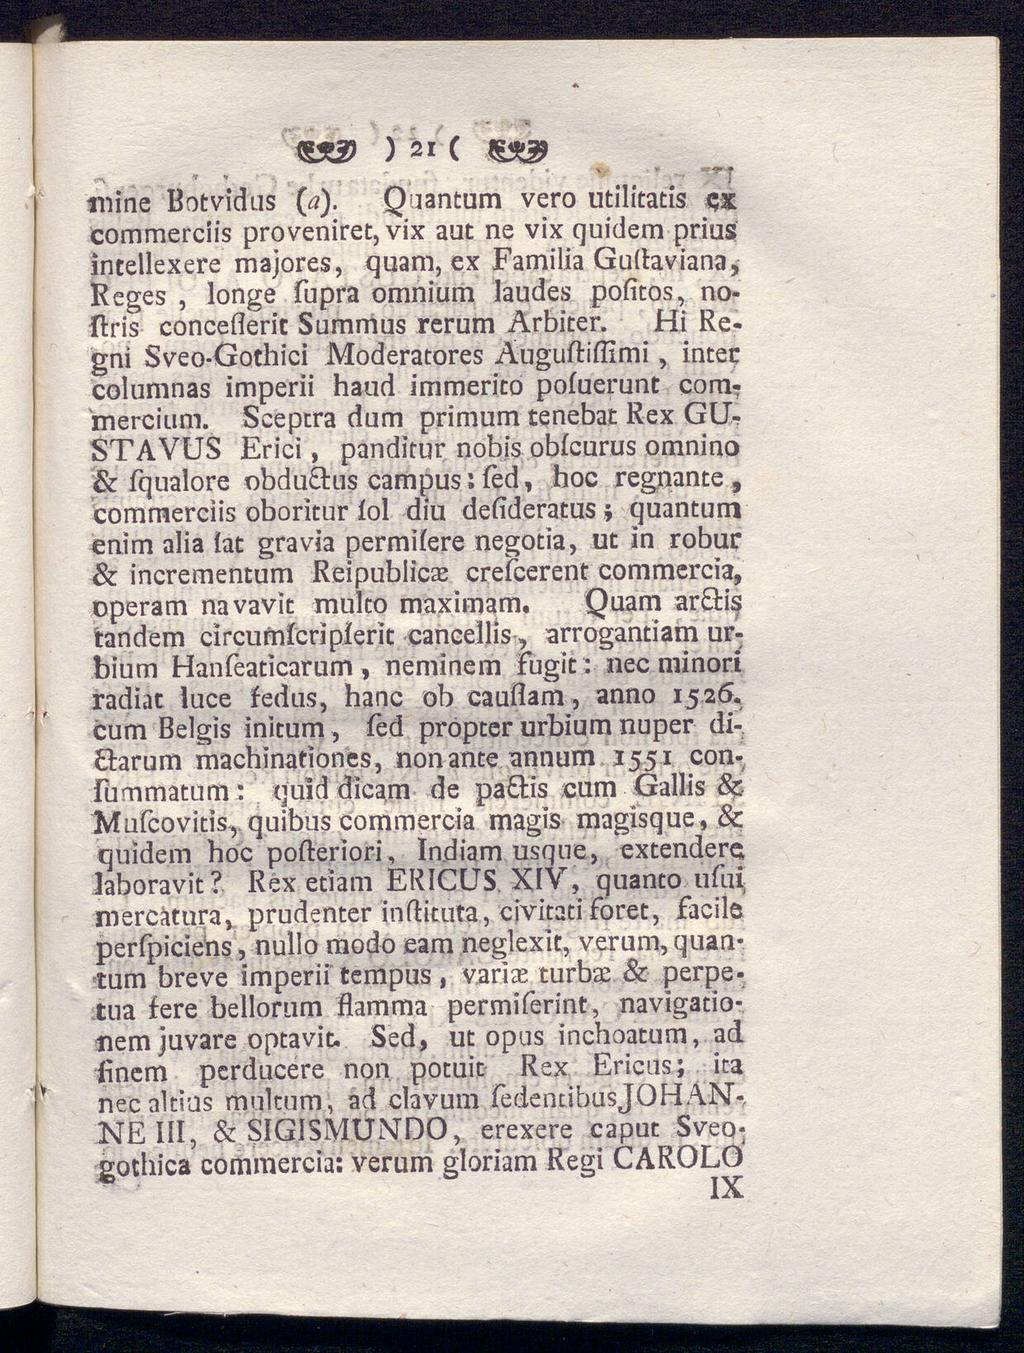 ) 21 (
mine Botvidus (a). Quantum vero utilitatis ex
commerciis proveniret, vix aut ne vix quidem prius
intellexere majores, quam, ex Familia Guſtaviana,
Reges , longe ſupra omnium laudes poſitos, no-
ſtris conceſſerit Summus rerum Arbiter. Hi Re-
gni Sveo-Gothici Moderatores Auguſtiſſimi , inter
columnas imperii haud immerito poſuerunt com-
mercium. Sceptra dum primum tenebat Rex GU-
STAVUS Erici , panditur nobis obſcurus omnino
& ſqualore obductus campus: ſed, hoc regnante ,
commerciis oboritur ſol diu deſideratus ; quantum
enim alia ſat gravia permiſere negotia, ut in robur
& incrementum Reipublicæ creſcerent commercia,
operam navavit multo maximam. Quam arctis
tandem circumſcripſerit cancellis , arrogantiam ur-
bium Hanſeaticarum , neminem fugit : nec minori
radiat luce fedus, hanc ob cauſſam , anno 1526.
cum Belgis initum , ſed propter urbium nuper di-
ctarum machinationes, non ante annum 1551 con-
ſummatum : quid dicam de pactis cum Gallis &
Muſcovitis, quibus commercia magis magisque, &
quidem hoc poſteriori, Indiam usque, extendere
laboravit ? Rex etiam ERICUS XIV, quanto uſui
mercatura, prudenter inſtituta, civitati foret, facile
perſpiciens, nullo modo eam neglexit, verum, quan-
tum breve imperii tempus , variæ turbæ & perpe-
tua fere bellorum flamma permiſerint, navigatio-
nem juvare optavit. Sed, ut opus inchoatum, ad
finem perducere non potuit Rex Ericus; ita
nec altius multum, ad clavum ſedentibus JOHAN-
NE III, & SIGISMUNDO, erexere caput Sveo-
gothica commercia: verum gloriam Regi CAROLO
IX